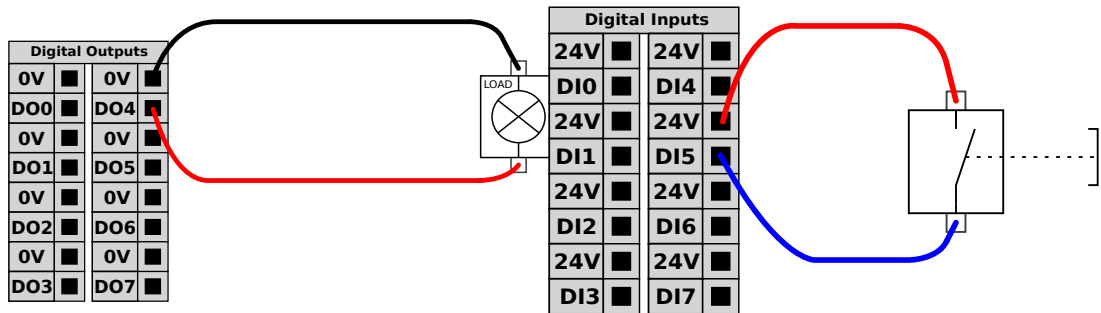 Digital Outputs
0V 0V
DO0 DO4
0V 0V
DO1 DO5
0V 0V
DO2 DO6
0V 0V
DO3 DO7
LOAD
Digital Inputs
24V 24V
DI0 DI4
24V 24V
DI1 DI5
24V 24V
DI2 DI6
24V 24V
DI3 DI7